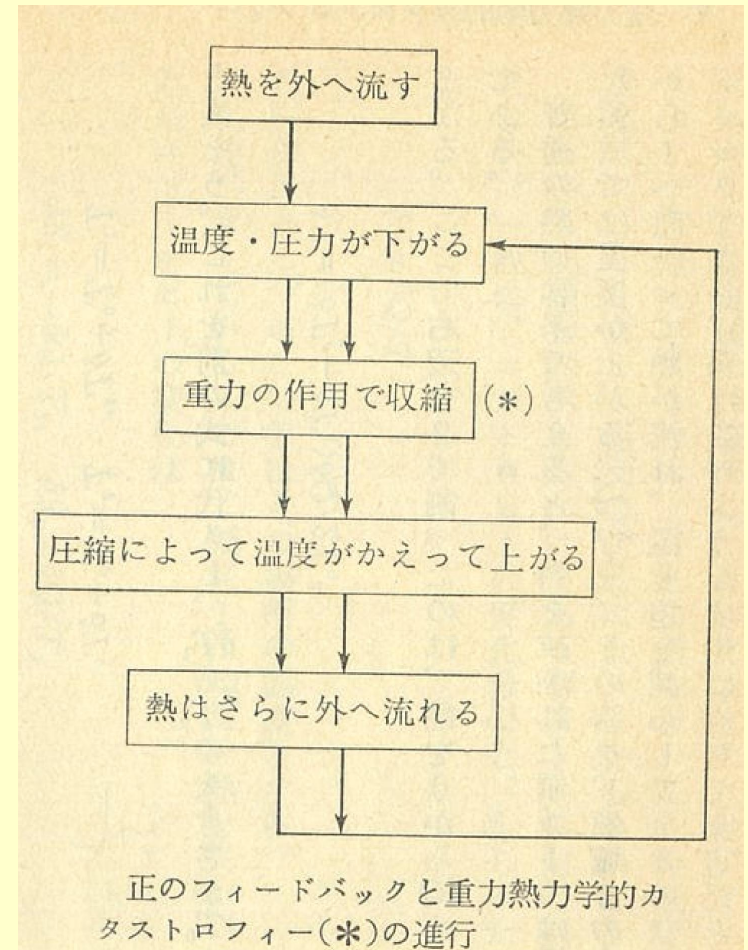 熱を外へ流す
温度・圧力が下がる
重力の作用で収縮 (＊)
圧縮によって温度がかえって上がる
熱はさらに外へ流れる
正のフィードバックと重力熱力学的カ
タストロフィー(＊)の進行